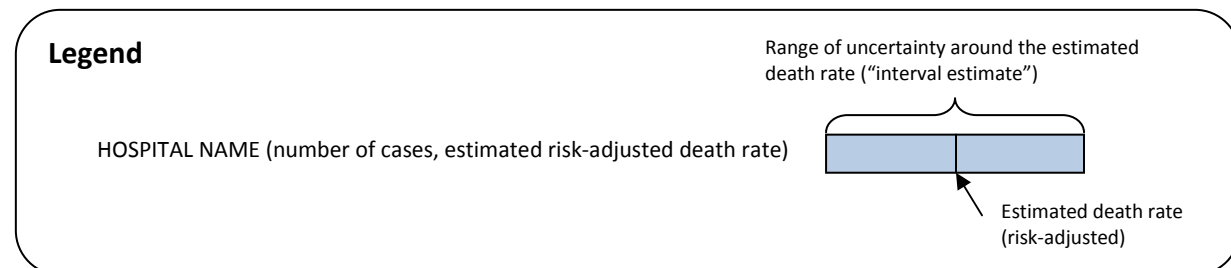 Legend
Range of uncertainty around the estimated
death rate (“interval estimate”)
HOSPITAL NAME (number of cases, estimated risk-adjusted death rate)
Estimated death rate
(risk-adjusted)